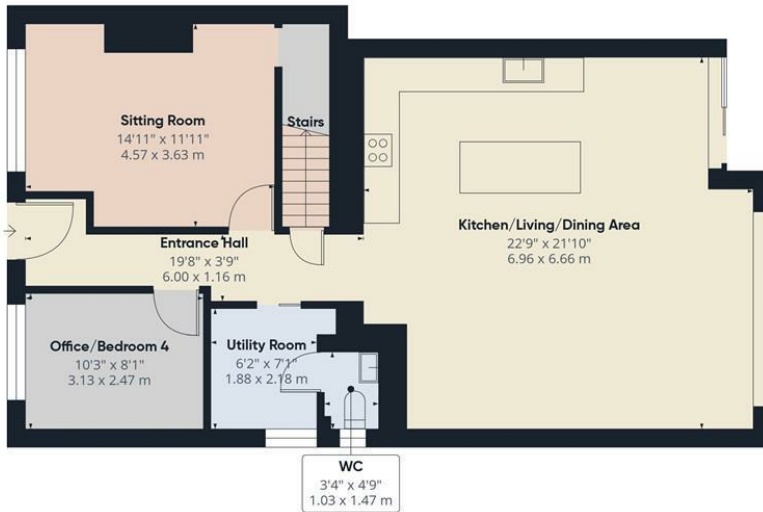 Sitting Room
14'11" x 11'11"
4.57 x 3.63 m
Stairs
Kitchen/Living/Dining Area
22'9" x 21'10"
6.96 x 6.66 m
Entrance Hall
19'8" x 3'9"
6.00 x 1.16 m
Office/Bedroom 4
10'3" x 8'1"
3.13 x 2.47 m
Utility Room
6'2" x 7'1"
1.88 x 2.18 m
WC
3'4" x 4'9"
1.03 x 1.47 m